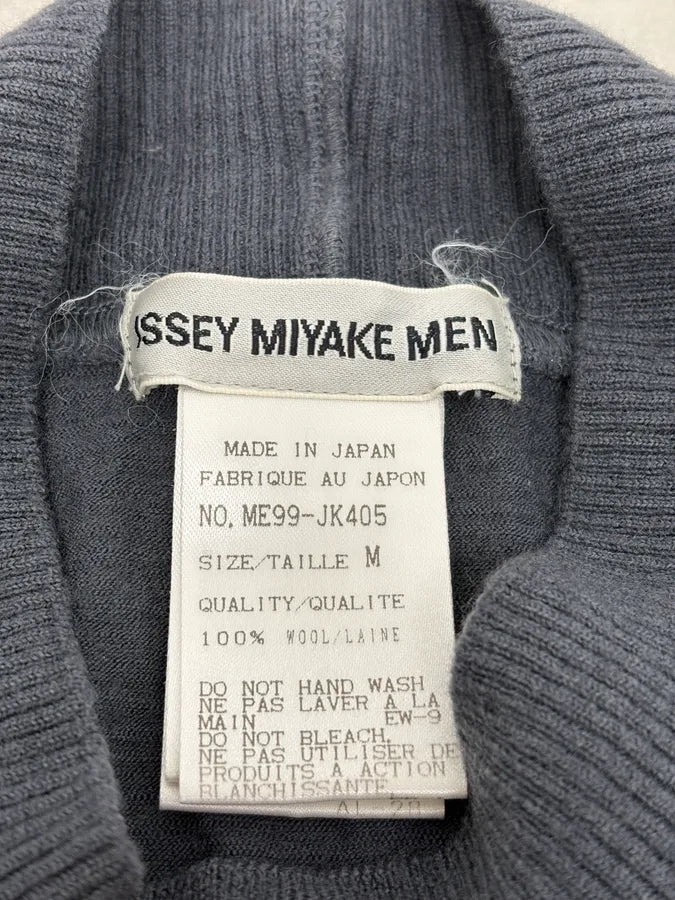 ISSEY MIYAKE MEN
MADE IN JAPAN
FABRIQUE AU JAPON
NO. ME99-JK405
SIZE/TAILLE M
QUALITY/QUALITE
100% WOOL/LAINE
DO NOT HAND WASH
NE PAS LAVER A LA
MAIN EW-9
DO NOT BLEACH.
NE PAS UTILISER DE
PRODUITS A ACTION
BLANCHISSANTE.